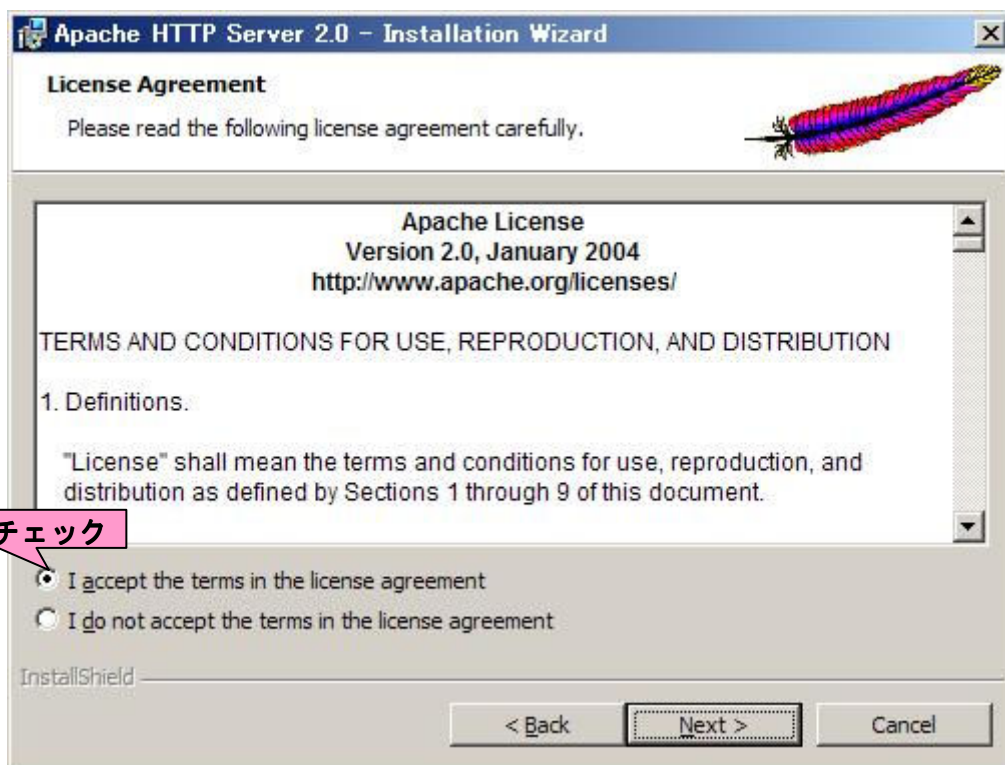 Apache HTTP Server 2.0 - Installation Wizard
License Agreement
Please read the following license agreement carefully.
Apache License
Version 2.0, January 2004
http://www.apache.org/licenses/
TERMS AND CONDITIONS FOR USE, REPRODUCTION, AND DISTRIBUTION
1. Definitions.
"License" shall mean the terms and conditions for use, reproduction, and
distribution as defined by Sections 1 through 9 of this document.
チェック
I accept the terms in the license agreement
I do not accept the terms in the license agreement
InstallShield
< Back
Next >
Cancel